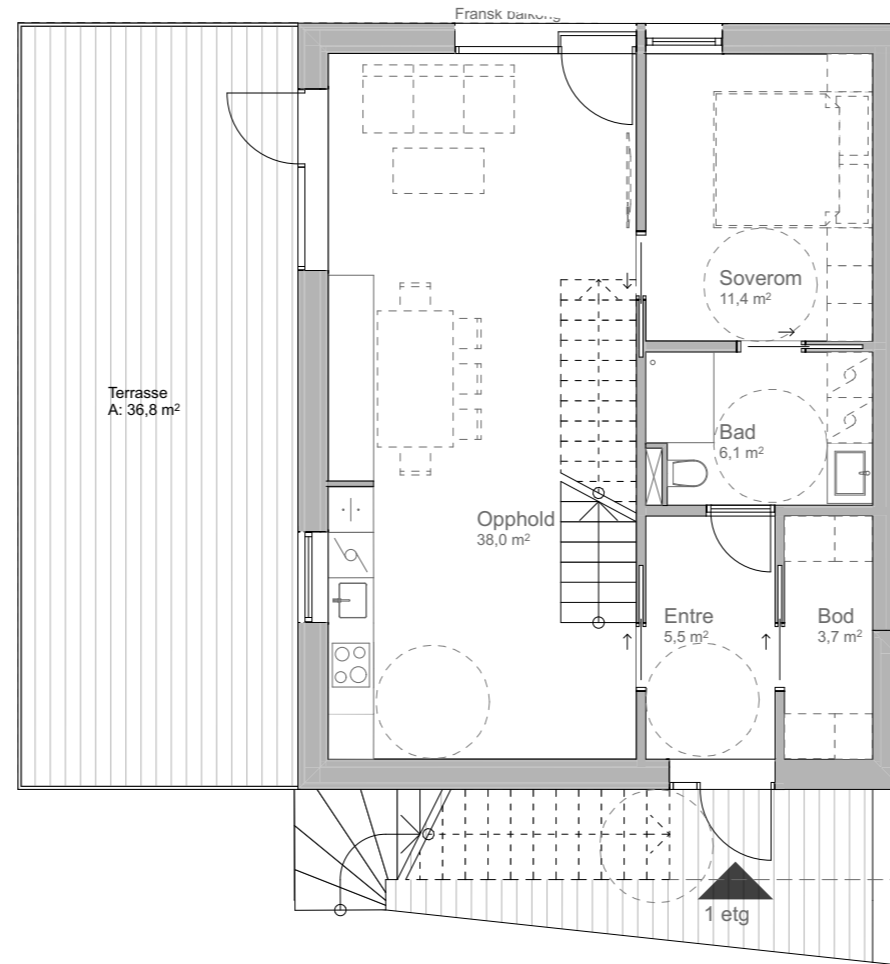 Fransk balkong
Soverom
11,4 m²
Terrasse
A: 36,8 m²
Bad
6,1 m²
Opphold
38,0 m²
Entre
5,5 m²
Bod
3,7 m²
1 etg